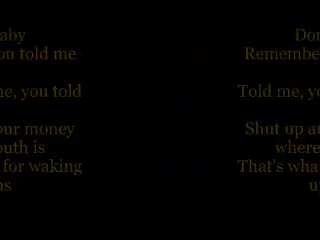 aby
ou told me
ne, you told
our money
outh is
for waking
ns
Don
Remembe
Told me, yo
Shut up an
where
That's wha
u